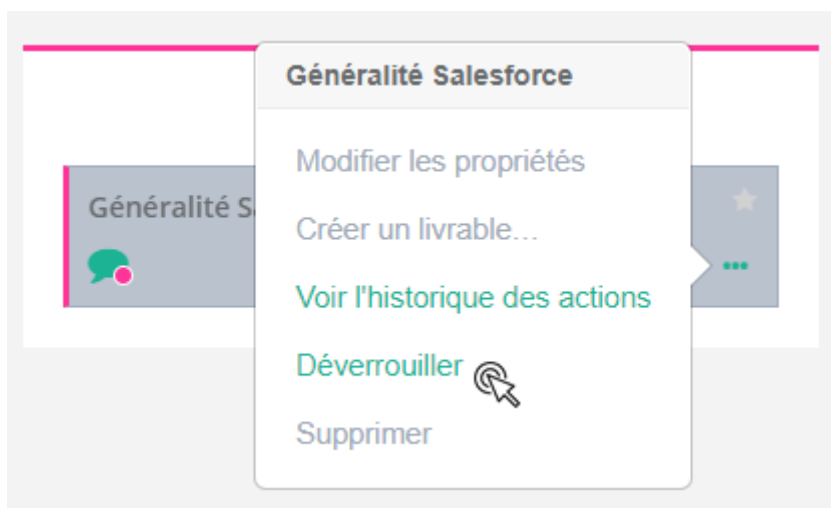 Généralité Salesforce
Modifier les propriétés
Généralité S
Créer un livrable...
Voir l'historique des actions
Déverrouiller
Supprimer